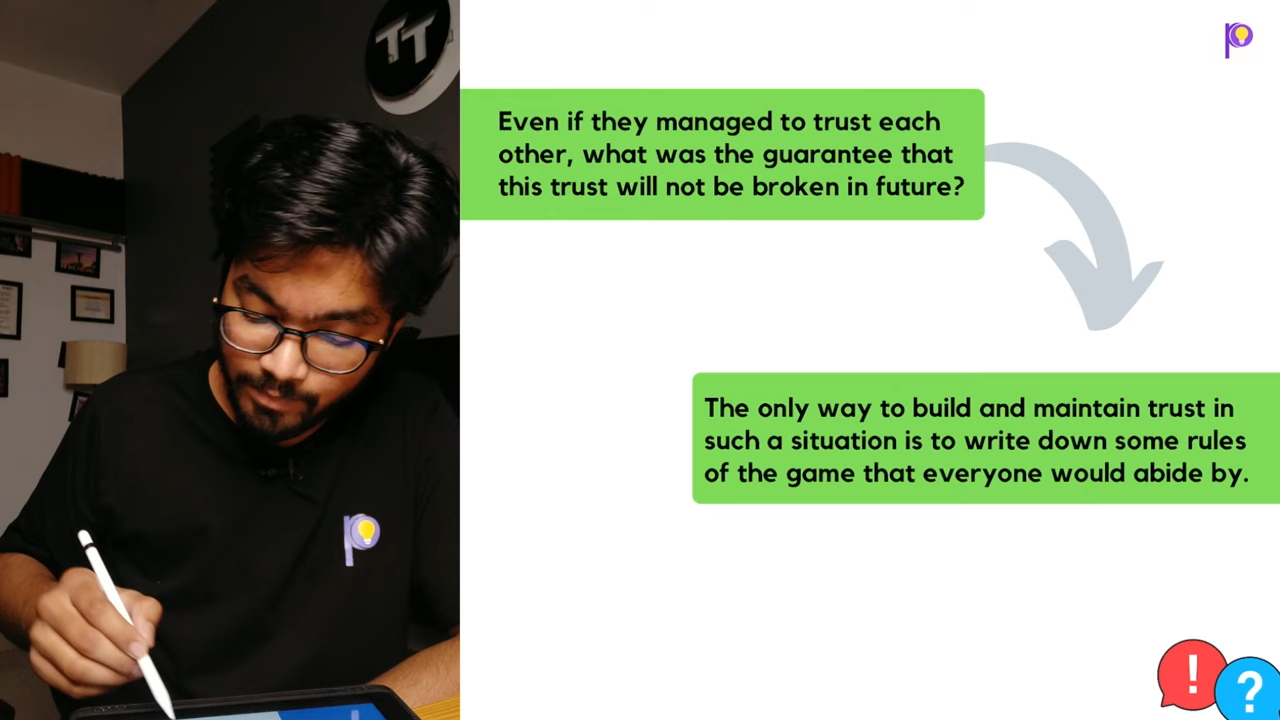 TT
Even if they managed to trust each
other, what was the guarantee that
this trust will not be broken in future?
The only way to build and maintain trust in
such a situation is to write down some rules
of the game that everyone would abide by.
!
?